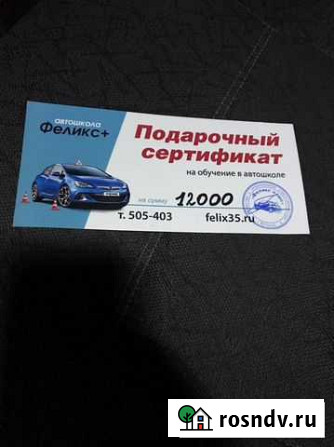 автошкола
Феликс+
Подарочный
сертификат
на обучение в автошколе
на сумму 12000
т. 505-403 felix35.ru
rosndv.ru